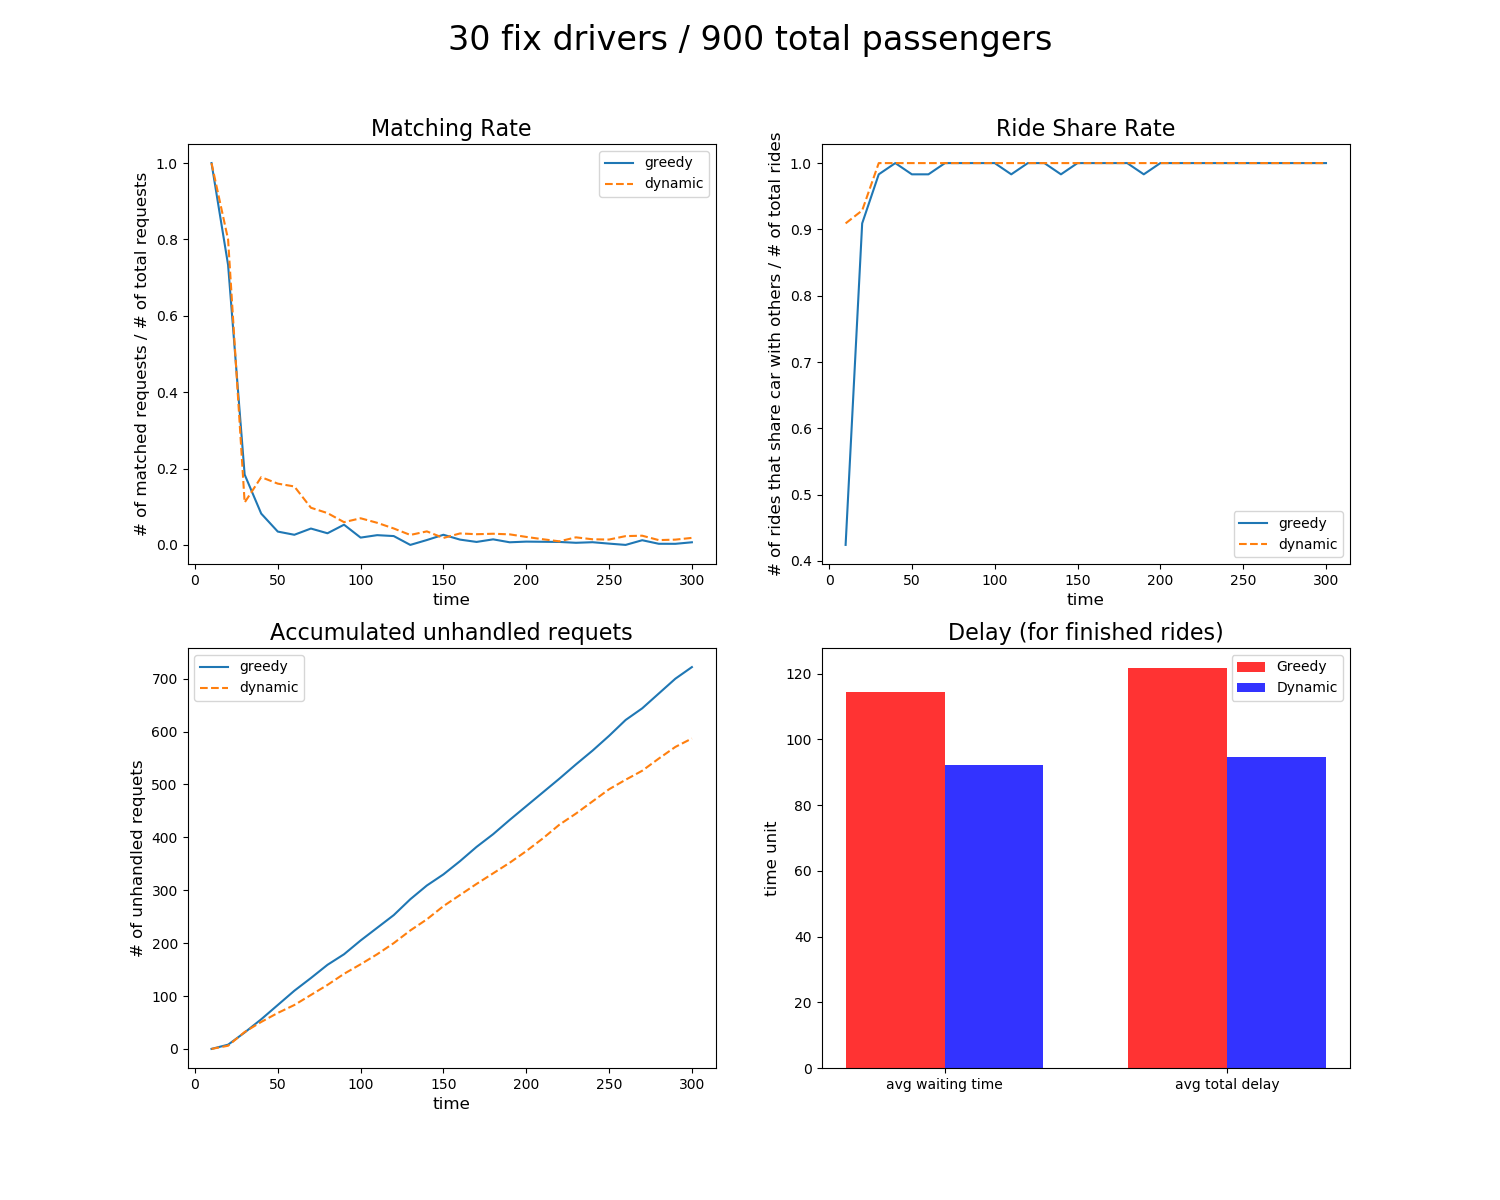 30 fix drivers / 900 total passengers
Matching Rate
# of matched requests / # of total requests
1.0
0.8
0.6
0.4
0.2
0.0
greedy
dynamic
0 50 100 150 200 250 300
time
Ride Share Rate
# of rides that share car with others / # of total rides
1.0
0.9
0.8
0.7
0.6
0.5
0.4
greedy
dynamic
0 50 100 150 200 250 300
time
Accumulated unhandled requets
# of unhandled requets
700
600
500
400
300
200
100
0
greedy
dynamic
0 50 100 150 200 250 300
time
Delay (for finished rides)
time unit
120
100
80
60
40
20
0
Greedy
Dynamic
avg waiting time avg total delay